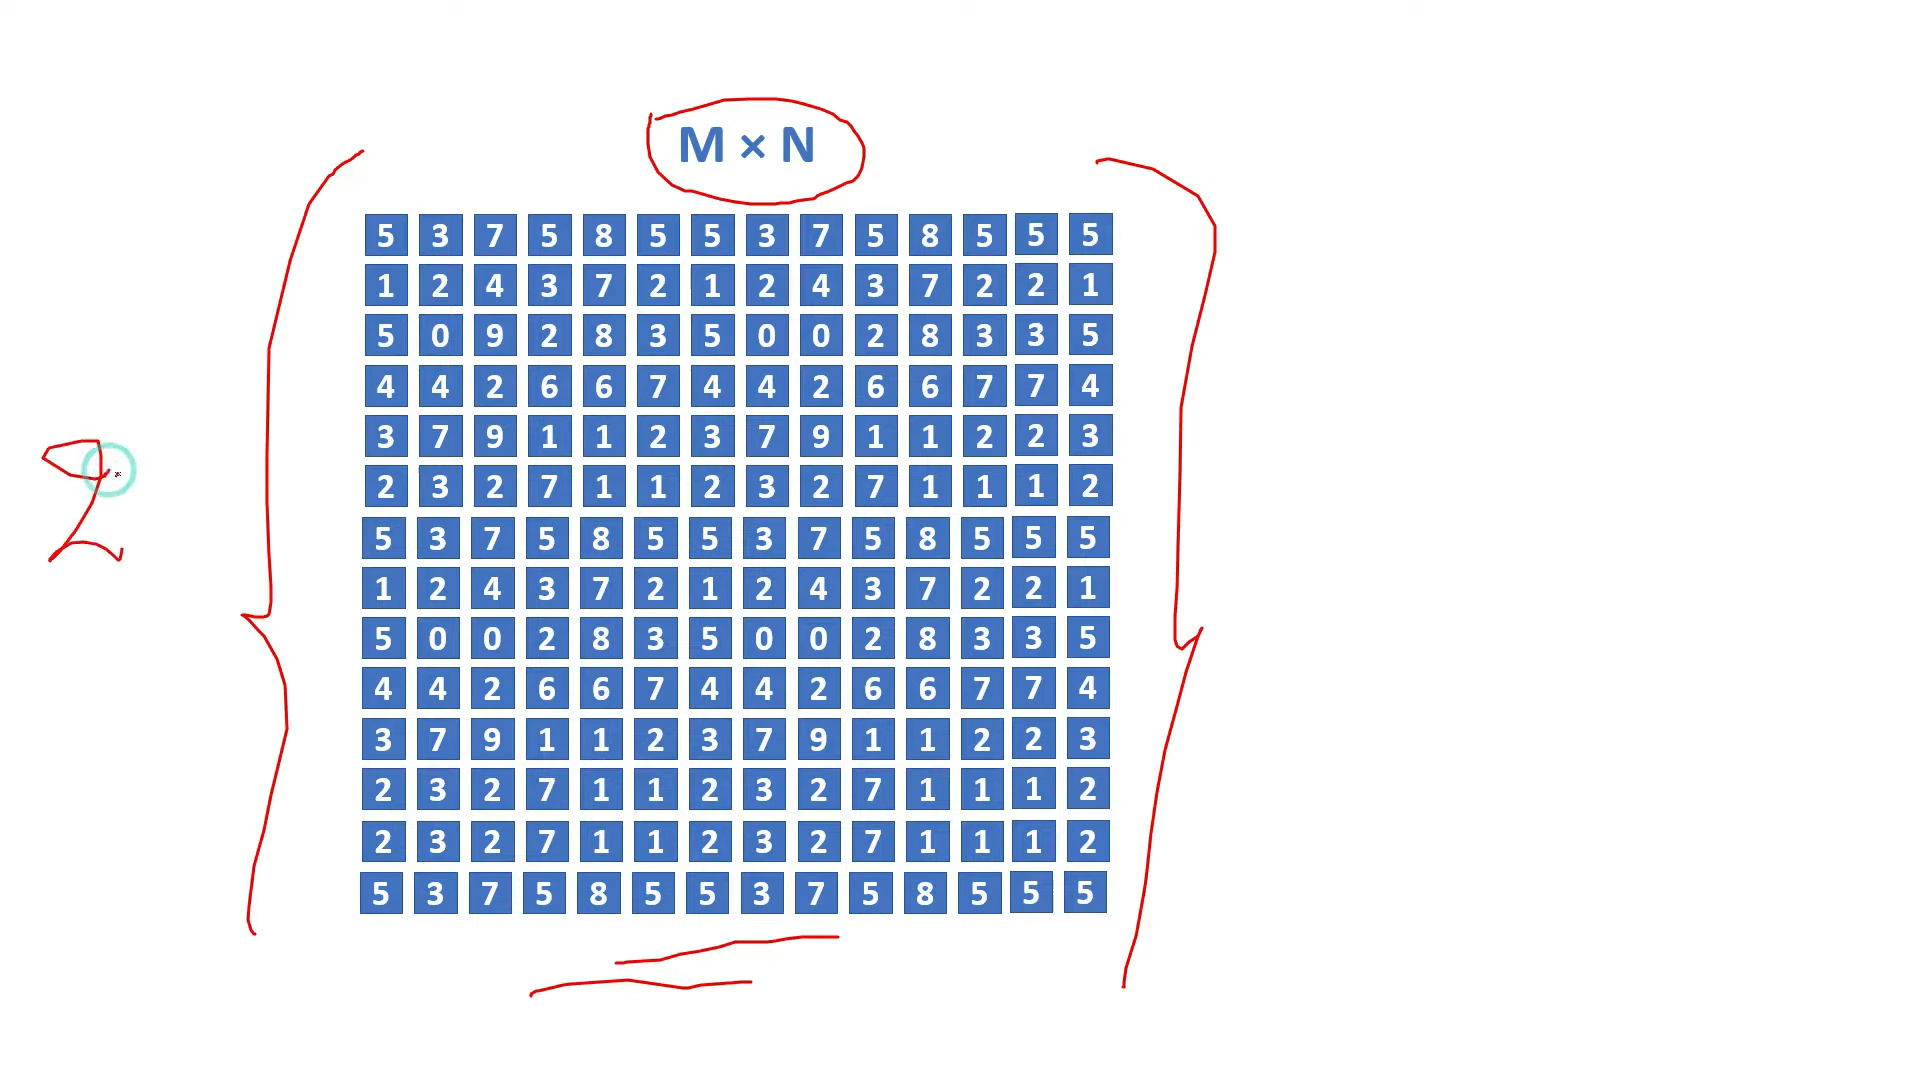 M × N
5 3 7 5 8 5 5 3 7 5 8 5 5 5
1 2 4 3 7 2 1 2 4 3 7 2 2 1
5 0 9 2 8 3 5 0 0 2 8 3 3 5
4 4 2 6 6 7 4 4 2 6 6 7 7 4
3 7 9 1 1 2 3 7 9 1 1 2 2 3
2 3 2 7 1 1 2 3 2 7 1 1 1 2
5 3 7 5 8 5 5 3 7 5 8 5 5 5
1 2 4 3 7 2 1 2 4 3 7 2 2 1
5 0 0 2 8 3 5 0 0 2 8 3 3 5
4 4 2 6 6 7 4 4 2 6 6 7 7 4
3 7 9 1 1 2 3 7 9 1 1 2 2 3
2 3 2 7 1 1 2 3 2 7 1 1 1 2
2 3 2 7 1 1 2 3 2 7 1 1 1 2
5 3 7 5 8 5 5 3 7 5 8 5 5 5